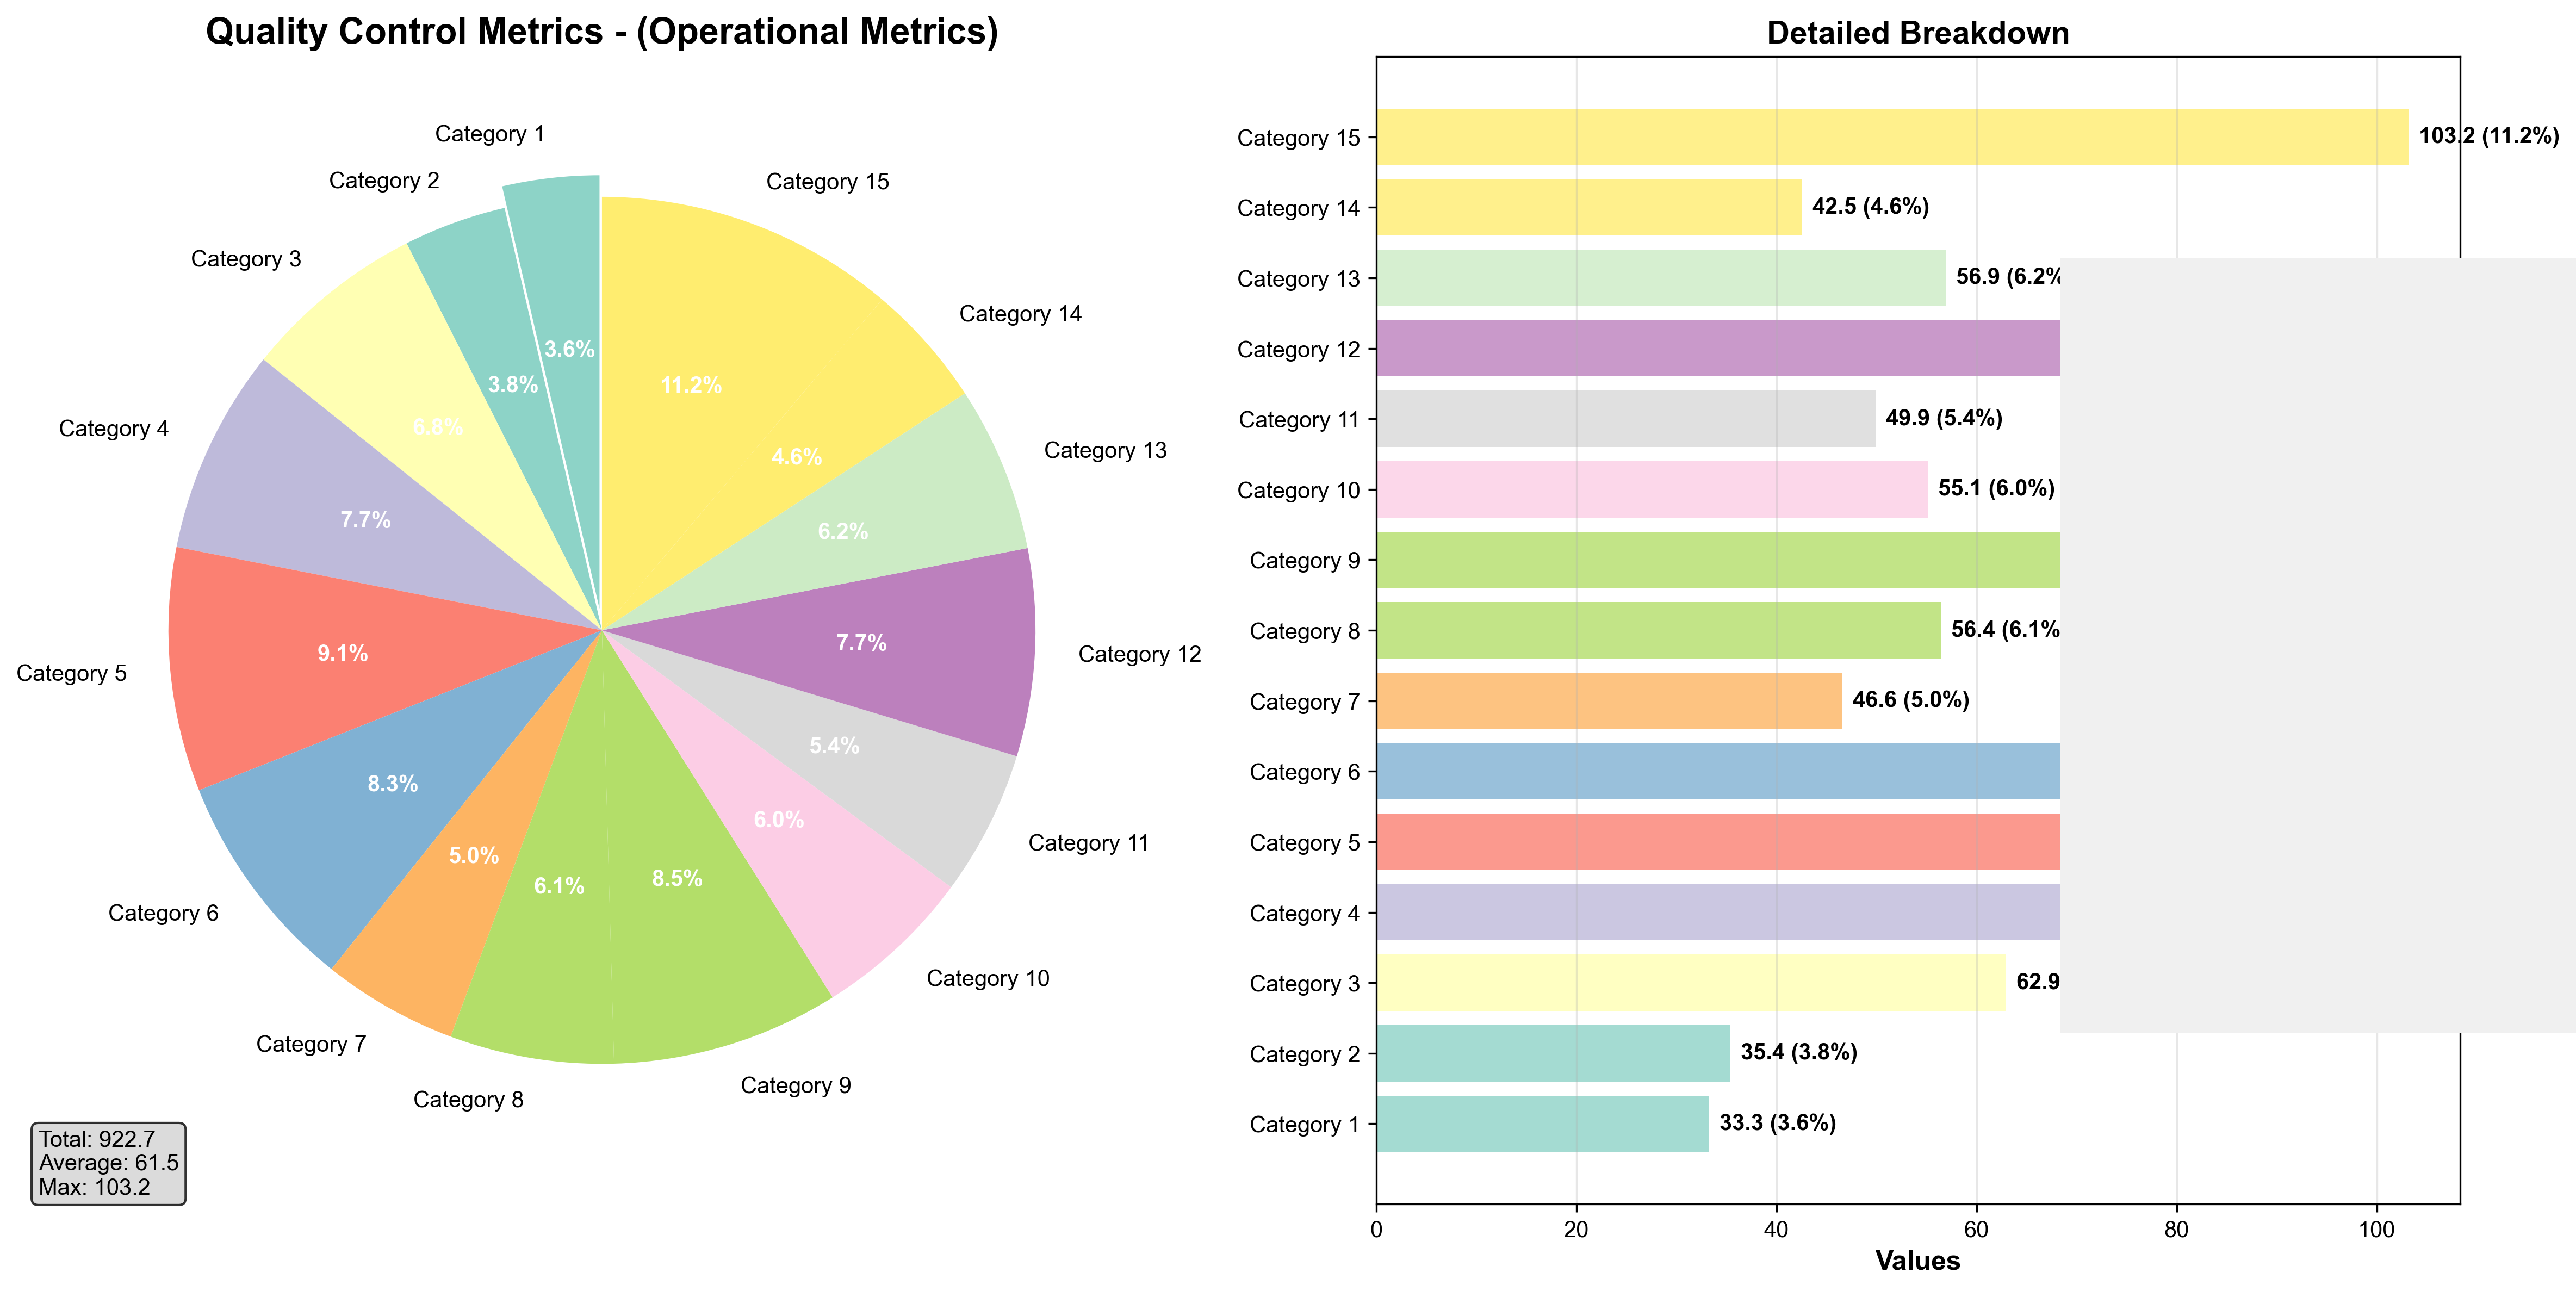 Quality Control Metrics - (Operational Metrics)
Category 1
Category 2
Category 3
Category 4
Category 5
Category 6
Category 7
Category 8
Category 9
Category 10
Category 11
Category 12
Category 13
Category 14
Category 15
3.6%
3.8%
6.8%
7.7%
9.1%
8.3%
5.0%
6.1%
8.5%
6.0%
5.4%
7.7%
6.2%
4.6%
11.2%
Total: 922.7
Average: 61.5
Max: 103.2
Detailed Breakdown
Category 15 103.2 (11.2%)
Category 14 42.5 (4.6%)
Category 13 56.9 (6.2%
Category 12
Category 11 49.9 (5.4%)
Category 10 55.1 (6.0%)
Category 9
Category 8 56.4 (6.1%
Category 7 46.6 (5.0%)
Category 6
Category 5
Category 4
Category 3 62.9
Category 2 35.4 (3.8%)
Category 1 33.3 (3.6%)
0 20 40 60 80 100
Values